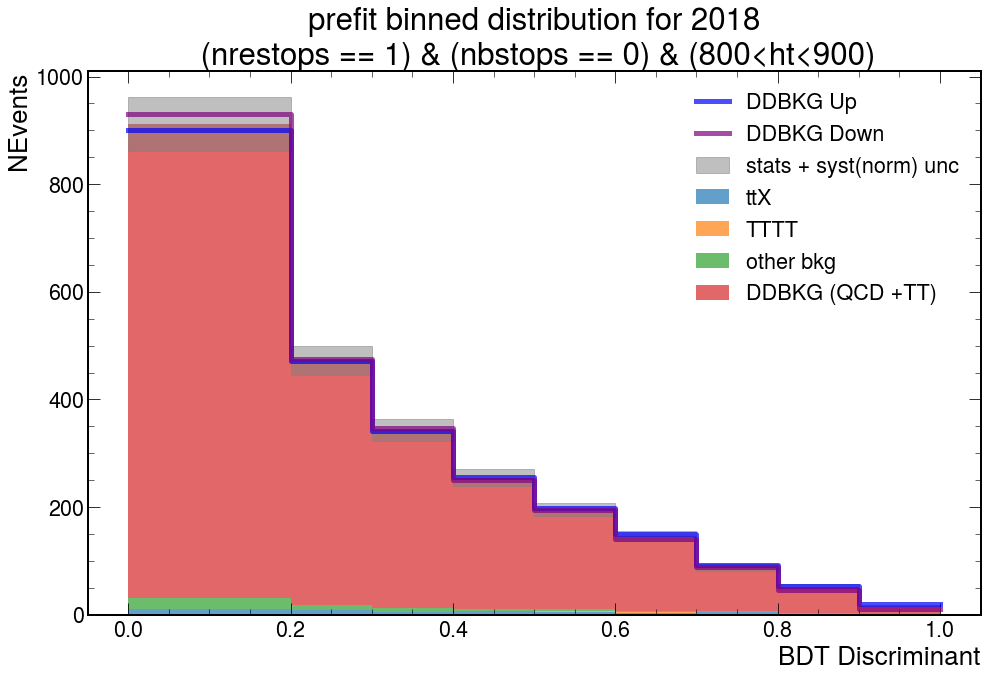 prefit binned distribution for 2018
(nrestops == 1) & (nbstops == 0) & (800<ht<900)
NEvents
1000
800
600
400
200
0
DDBKG Up
DDBKG Down
stats + syst(norm) unc
ttX
TTTT
other bkg
DDBKG (QCD +TT)
0.0 0.2 0.4 0.6 0.8 1.0
BDT Discriminant